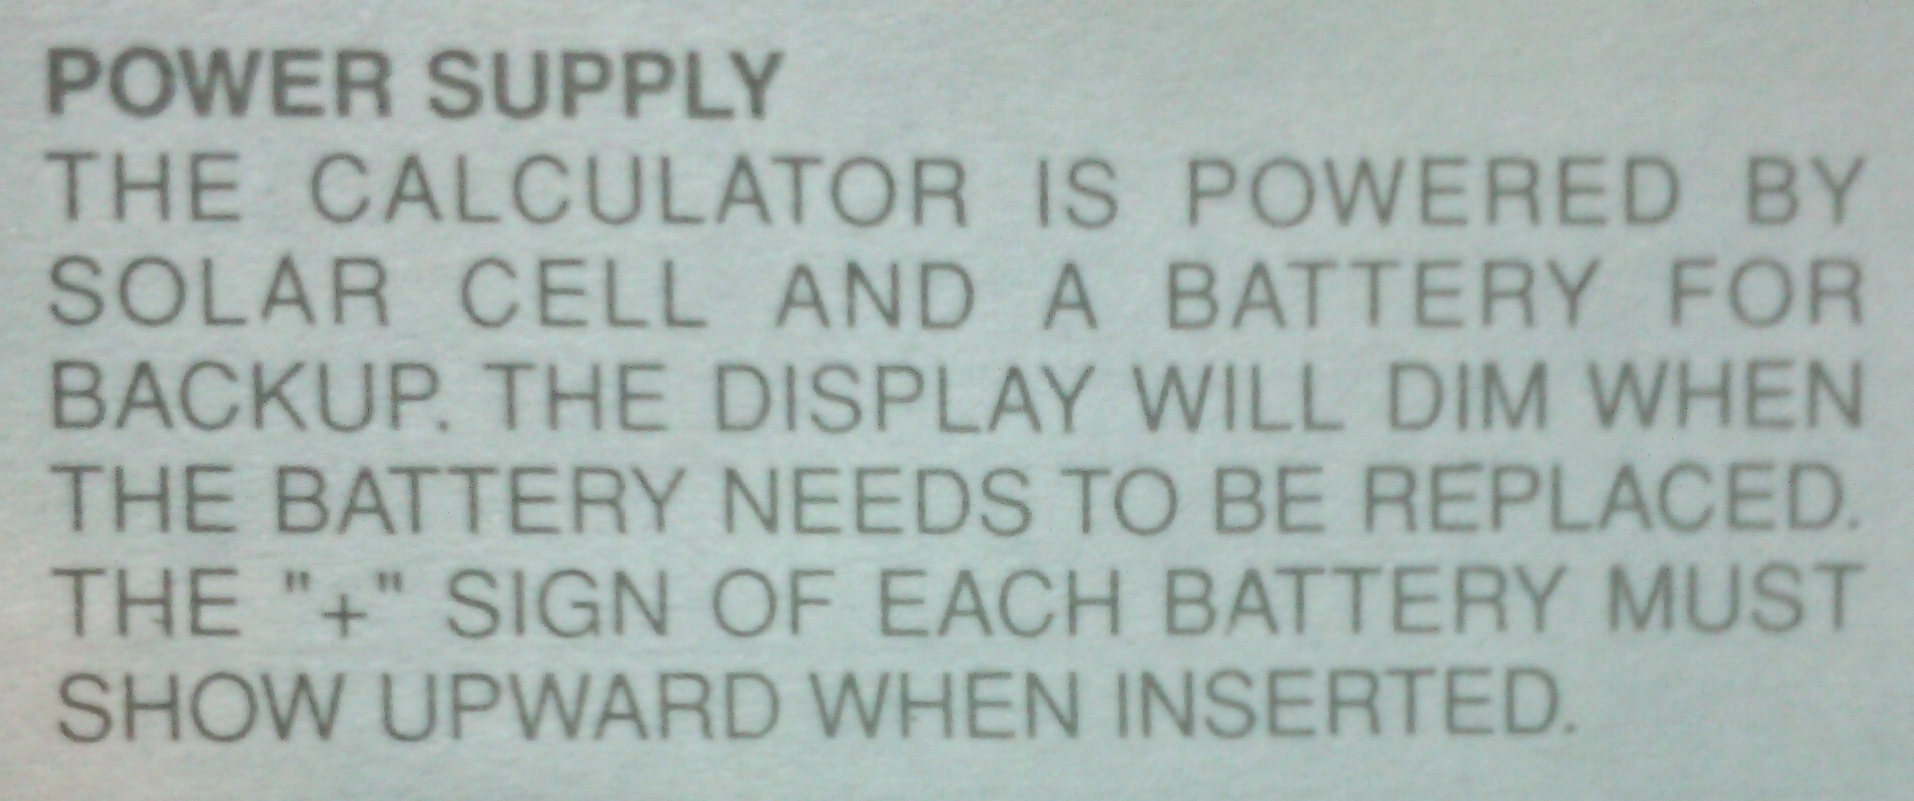 POWER SUPPLY
THE CALCULATOR IS POWERED BY
SOLAR CELL AND A BATTERY FOR
BACKUP. THE DISPLAY WILL DIM WHEN
THE BATTERY NEEDS TO BE REPLACED.
THE "+" SIGN OF EACH BATTERY MUST
SHOW UPWARD WHEN INSERTED.